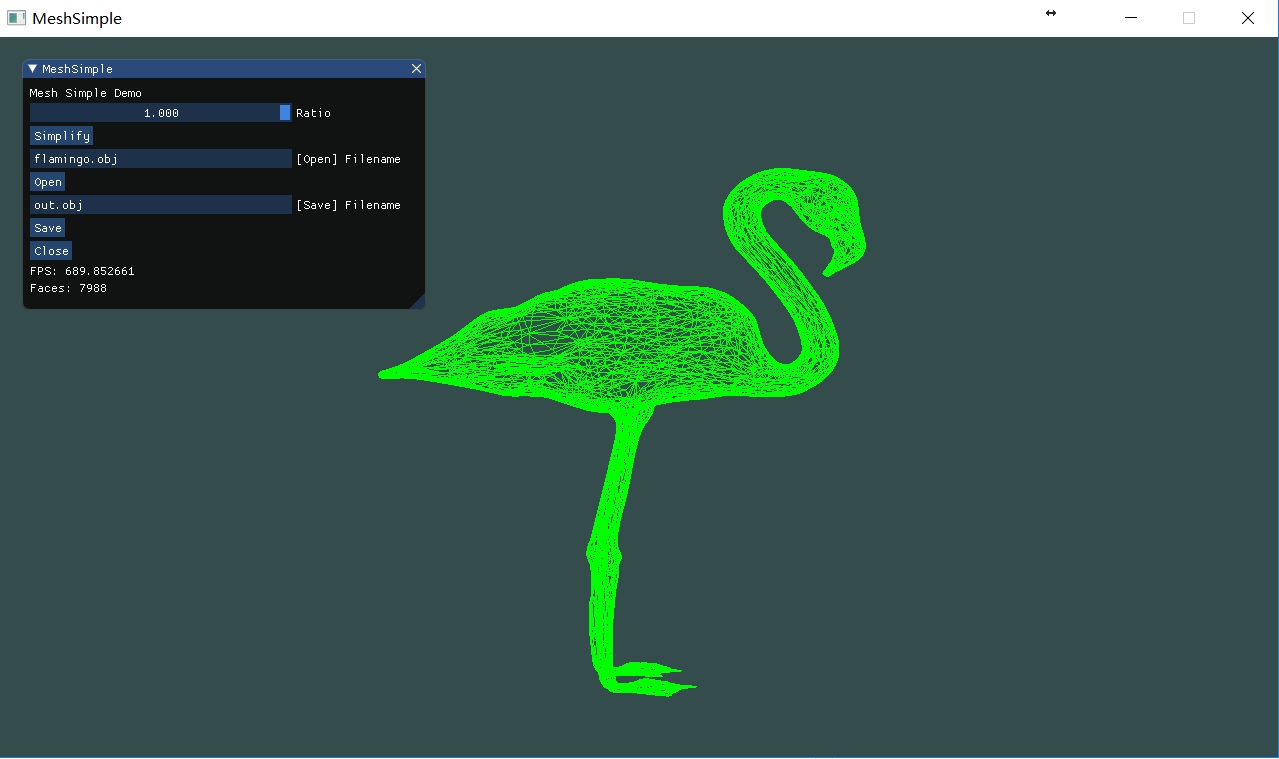 MeshSimple
MeshSimple
Mesh Simple Demo
1.000 Ratio
Simplify
flamingo.obj [Open] Filename
Open
out.obj [Save] Filename
Save
Close
FPS: 689.852661
Faces: 7988